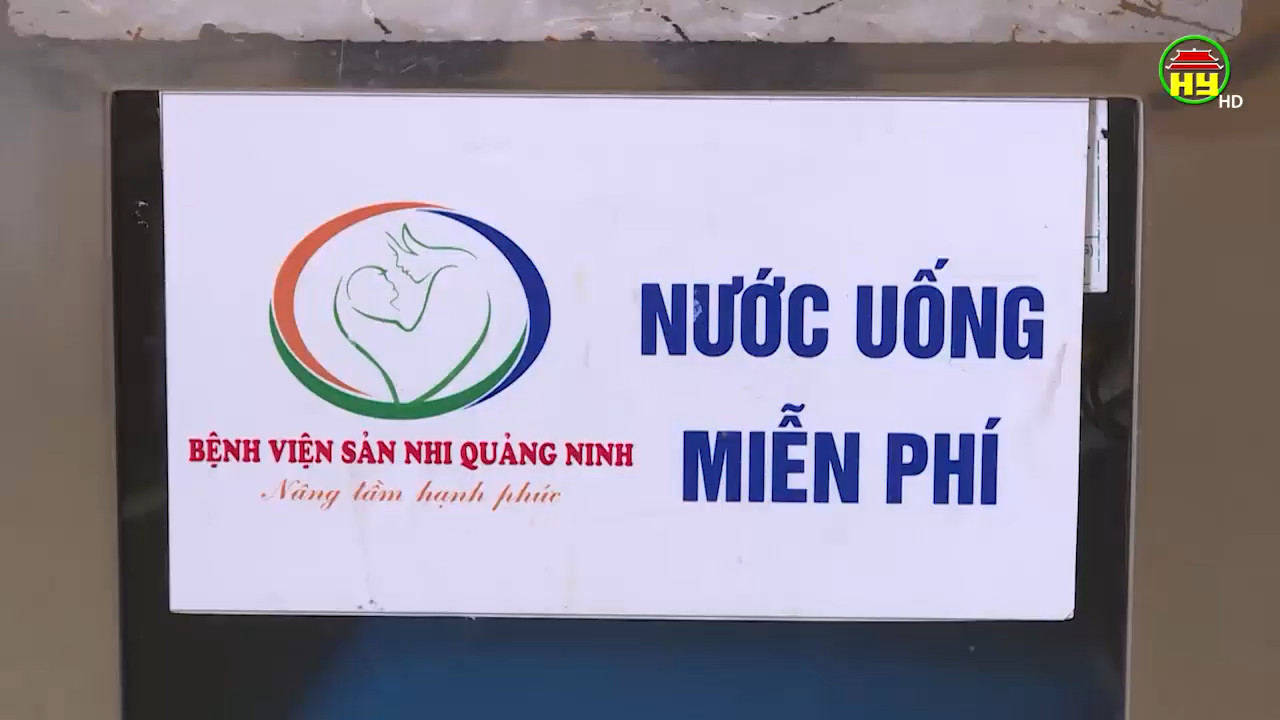 HY
HD
NƯỚC UỐNG
MIỄN PHÍ
BỆNH VIỆN SẢN NHI QUẢNG NINH
Nâng tầm hạnh phúc